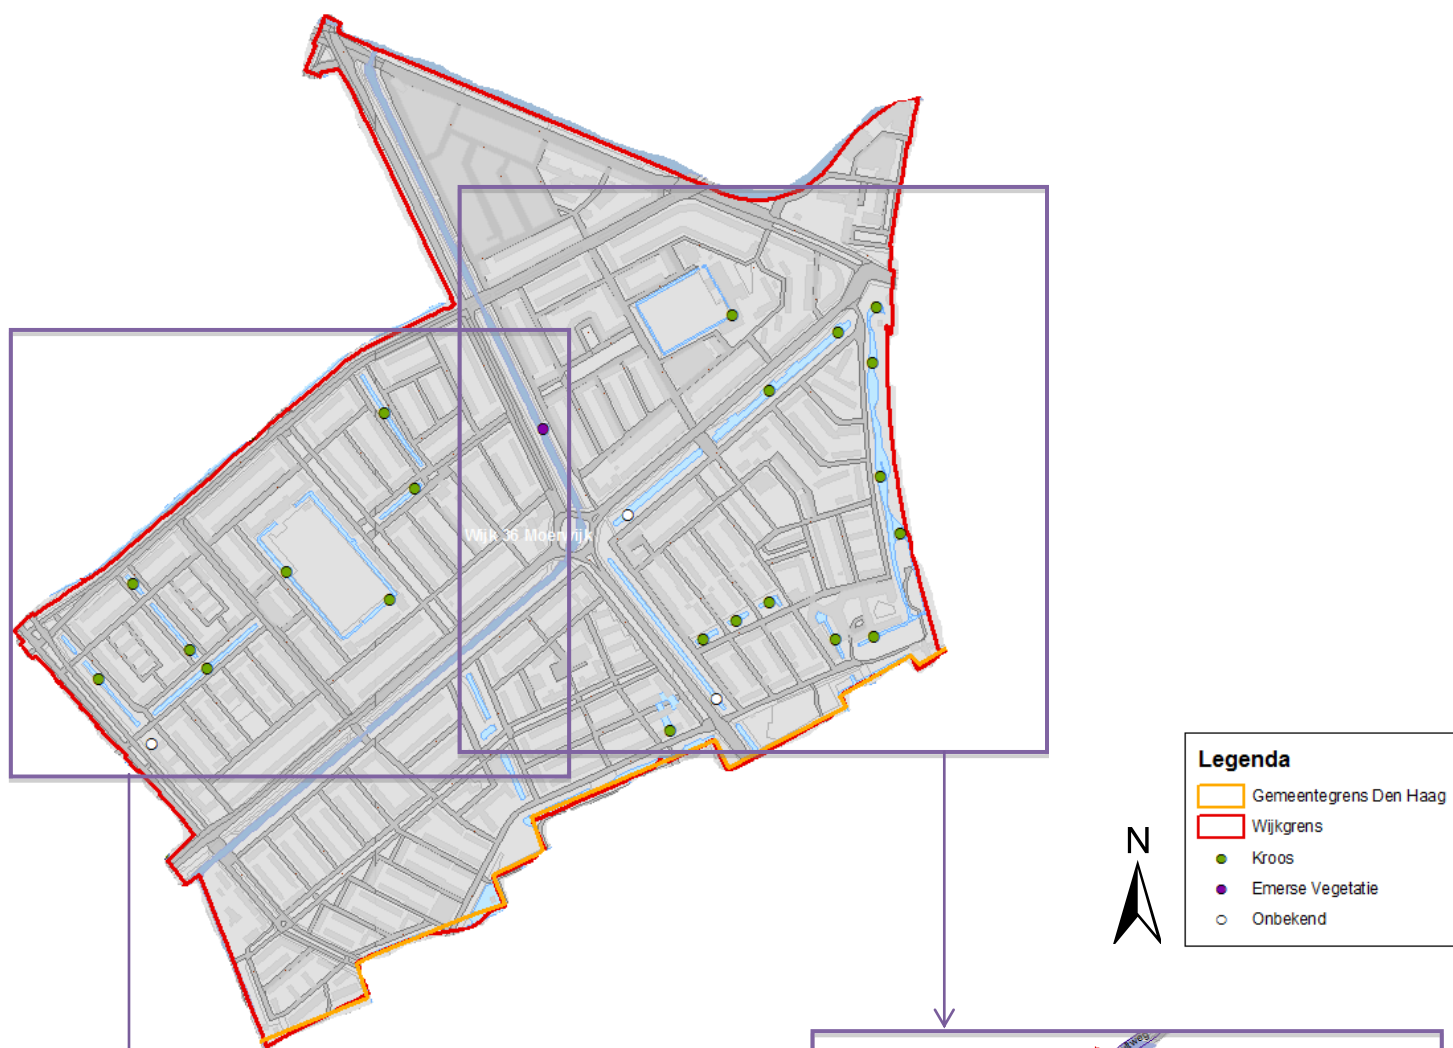 Wijk 36 Moerwijk
Legenda
Gemeentegrens Den Haag
Wijkgrens
Kroos
Emerse Vegetatie
Onbekend
N